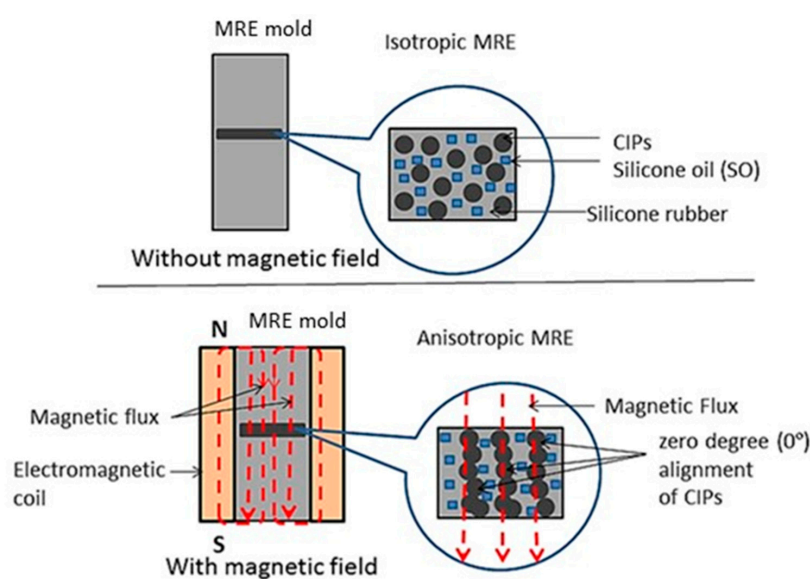 MRE mold
Isotropic MRE
CIPs
Silicone oil (SO)
Silicone rubber
Without magnetic field
N
MRE mold
Anisotropic MRE
Magnetic flux
Magnetic Flux
zero degree (0°)
alignment
of CIPs
Electromagnetic
coil
S
With magnetic field